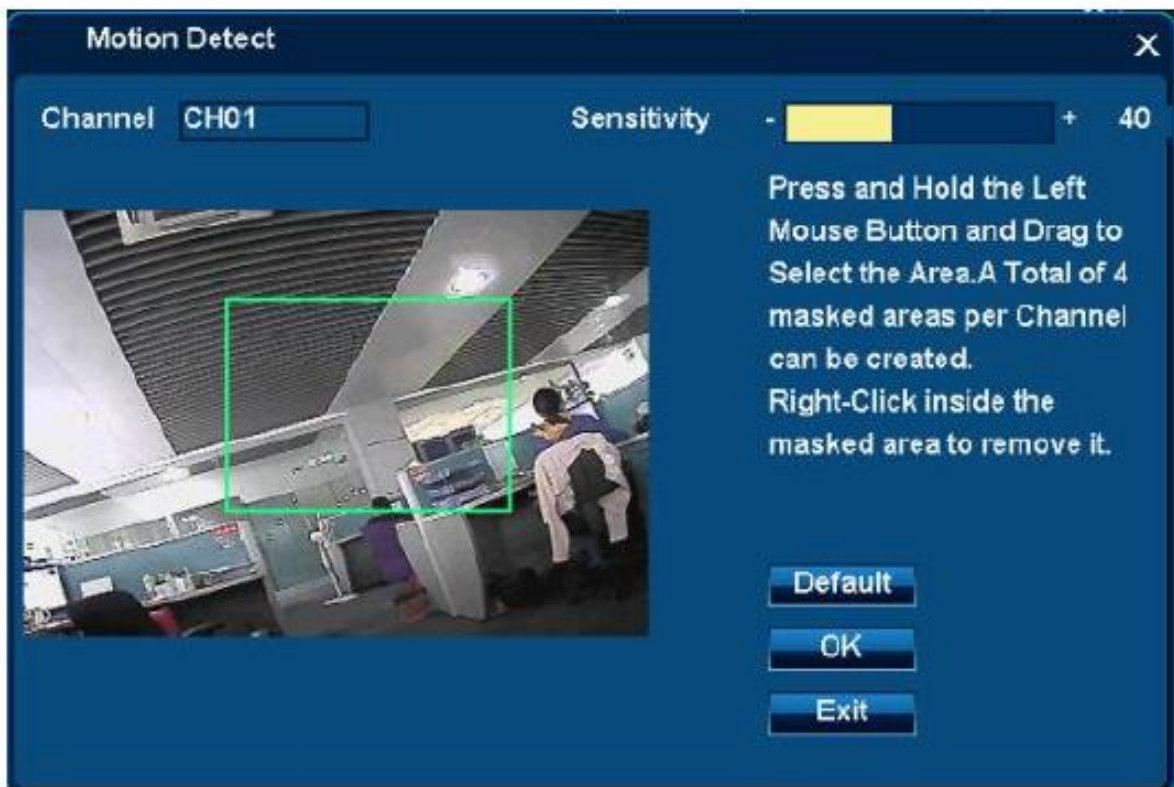 Motion Detect
X
Channel CH01 Sensitivity - + 40
Press and Hold the Left
Mouse Button and Drag to
Select the Area.A Total of 4
masked areas per Channel
can be created.
Right-Click inside the
masked area to remove it.
Default
OK
Exit